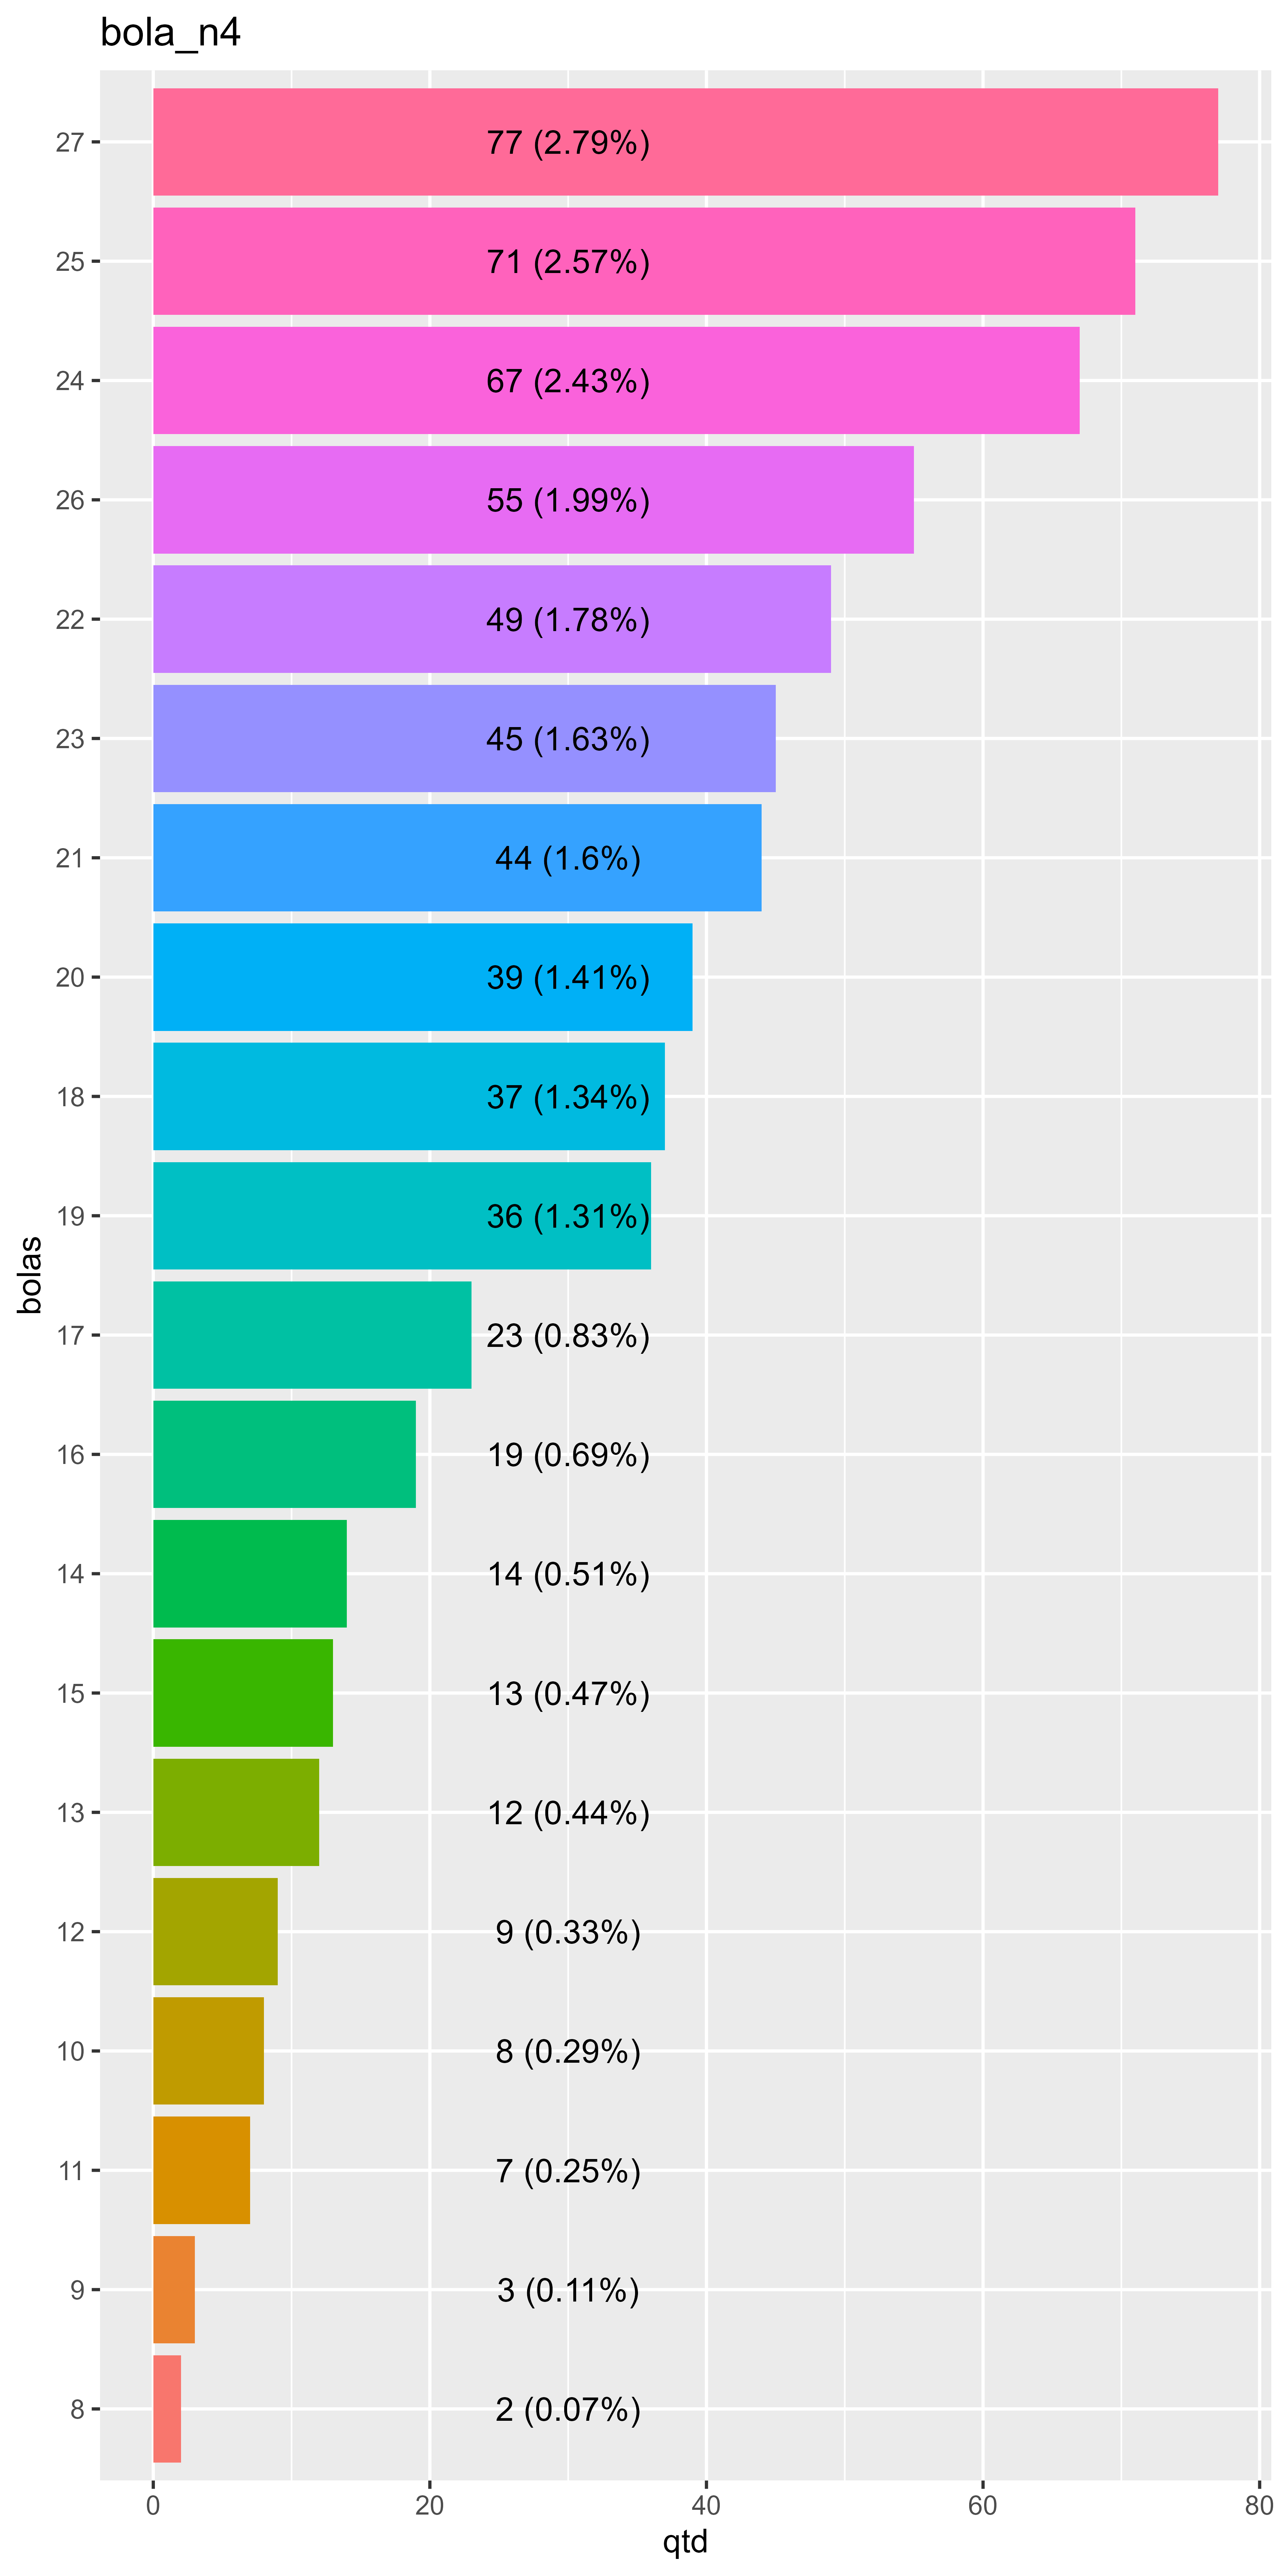 bola_n4
27 77 (2.79%)
25 71 (2.57%)
24 67 (2.43%)
26 55 (1.99%)
22 49 (1.78%)
23 45 (1.63%)
21 44 (1.6%)
20 39 (1.41%)
18 37 (1.34%)
19 36 (1.31%)
17 23 (0.83%)
16 19 (0.69%)
14 14 (0.51%)
15 13 (0.47%)
13 12 (0.44%)
12 9 (0.33%)
10 8 (0.29%)
11 7 (0.25%)
9 3 (0.11%)
8 2 (0.07%)
bolas
0 20 40 60 80
qtd